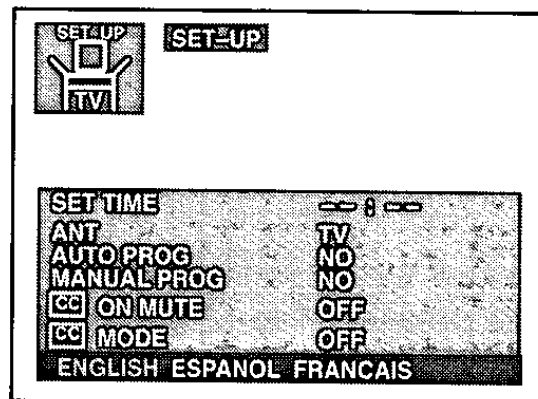 SET-UP
TV
SET-UP
SET TIME -- : --
ANT TV
AUTO PROG NO
MANUAL PROG NO
CC ON MUTE OFF
CC MODE OFF
ENGLISH ESPANOL FRANCAIS